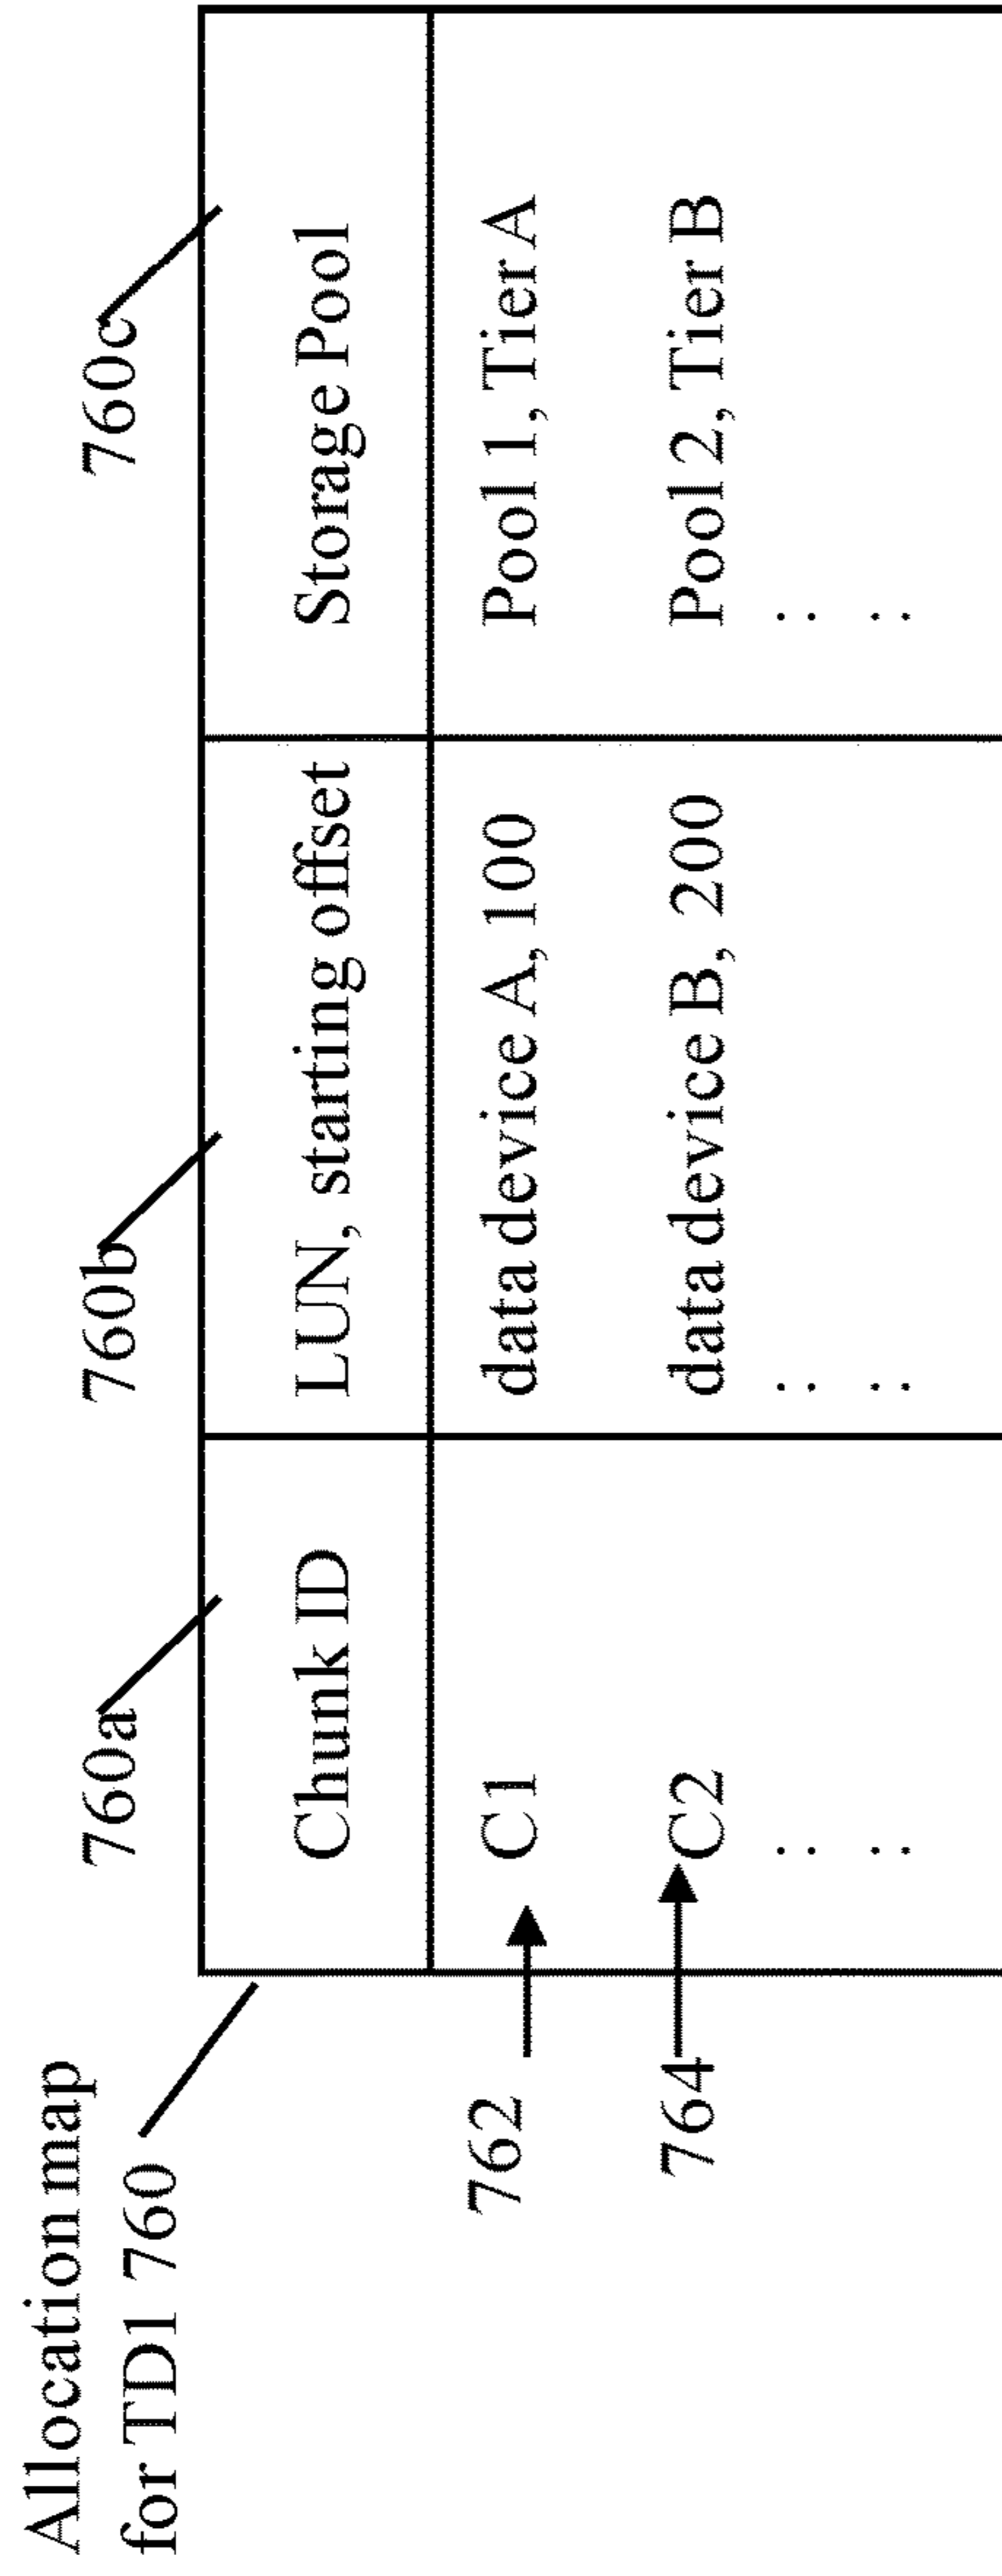 Allocation map
for TD1 760
760a 760b 760c
Chunk ID LUN, starting offset Storage Pool
762 C1 data device A, 100 Pool 1, Tier A
764 C2 data device B, 200 Pool 2, Tier B
: : :
: : :